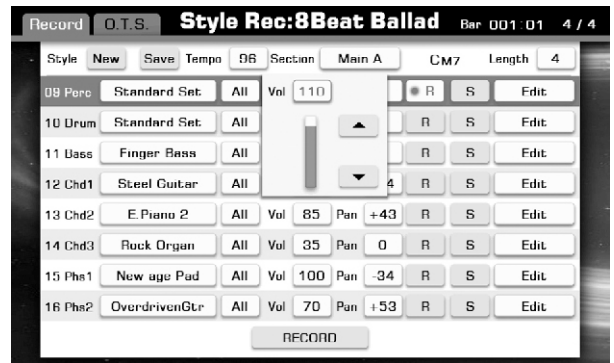 Record O.T.S. Style Rec:8Beat Ballad Bar 001:01 4/4
Style New Save Tempo 96 Section Main A CM7 Length 4
09 Perc Standard Set All Vol 110 R S Edit
10 Drum Standard Set All R S Edit
11 Bass Finger Bass All R S Edit
12 Chd1 Steel Guitar All 4 R S Edit
13 Chd2 E.Piano 2 All Vol 85 Pan +43 R S Edit
14 Chd3 Rock Organ All Vol 35 Pan 0 R S Edit
15 Phs1 New age Pad All Vol 100 Pan -34 R S Edit
16 Phs2 OverdrivenGtr All Vol 70 Pan +53 R S Edit
RECORD